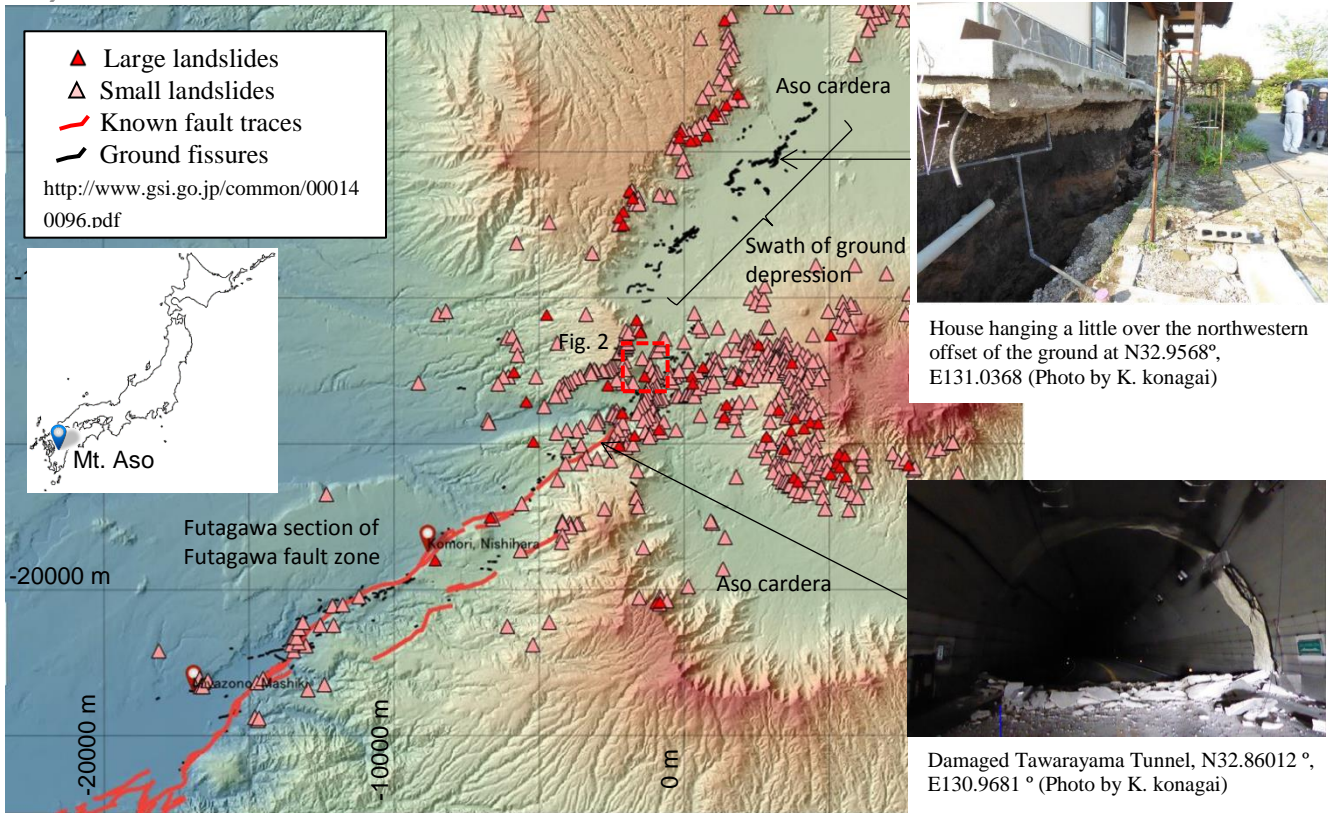 Large landslides
Small landslides
Known fault traces
Ground fissures
http://www.gsi.go.jp/common/00014
0096.pdf
Mt. Aso
Aso cardera
Swath of ground
depression
Fig. 2
Futagawa section of
Futagawa fault zone
Komori, Nishihara
Aso cardera
-20000 m
Miyazono, Mashiki
-20000 m
-10000 m
0 m
House hanging a little over the northwestern
offset of the ground at N32.9568º,
E131.0368 (Photo by K. konagai)
Damaged Tawarayama Tunnel, N32.86012 º,
E130.9681 º (Photo by K. konagai)